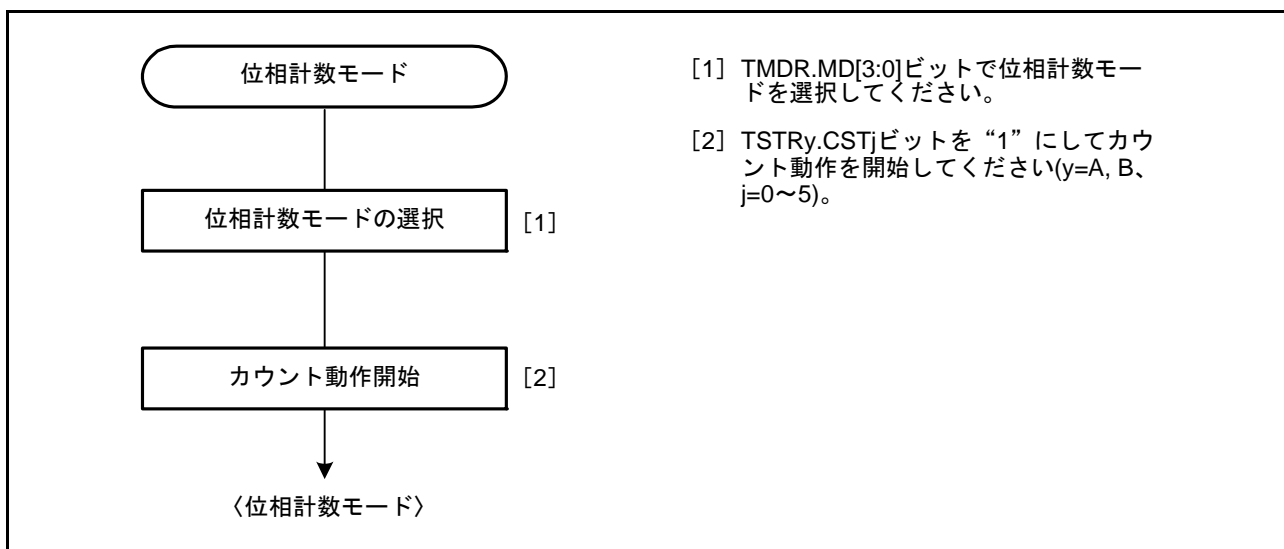 位相計数モード
位相計数モードの選択 [1]
カウント動作開始 [2]
〈位相計数モード〉
[1] TMDR.MD[3:0]ビットで位相計数モー
ドを選択してください。
[2] TSTRy.CSTjビットを“1”にしてカウ
ント動作を開始してください(y=A, B、
j=0～5)。